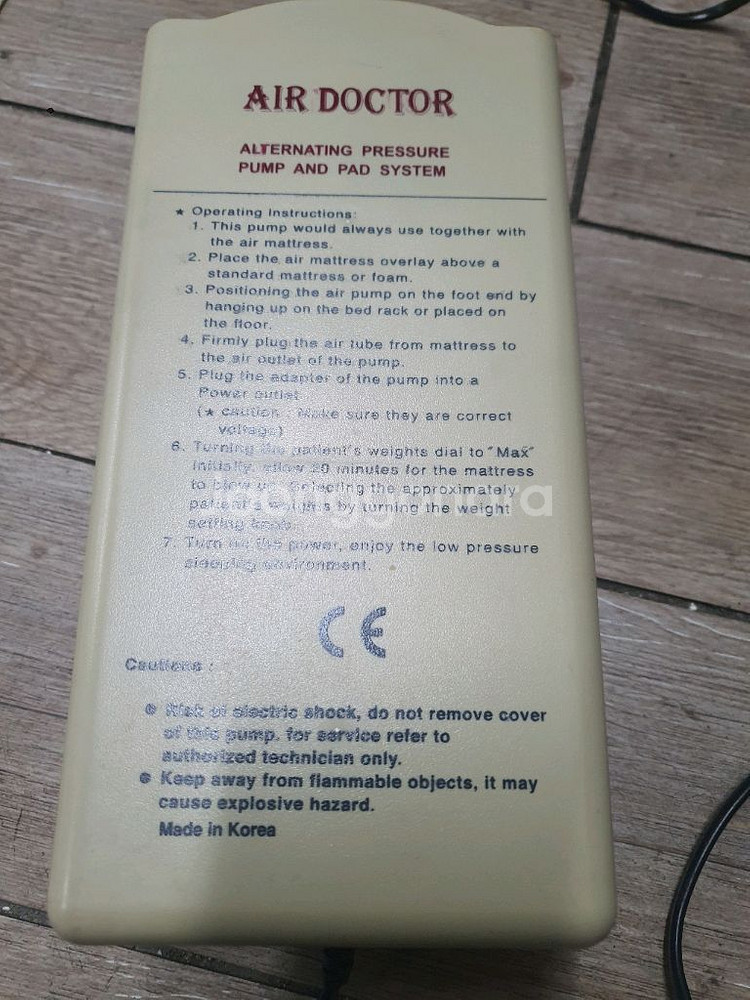 AIR DOCTOR
ALTERNATING PRESSURE
PUMP AND PAD SYSTEM
★ Operating Instructions:
1. This pump would always use together with
the air mattress.
2. Place the air mattress overlay above a
standard mattress or foam.
3. Positioning the air pump on the foot end by
hanging up on the bed rack or placed on
the floor.
4. Firmly plug the air tube from mattress to
the air outlet of the pump.
5. Plug the adapter of the pump into a
Power outlet
(★ caution : Make sure they are correct
voltage)
6. Turning the patient's weights dial to "Max"
initially, allow 20 minutes for the mattress
to blow up. Selecting the approximately
patient's weights by turning the weight
setting knob.
7. Turn on the power, enjoy the low pressure
sleeping environment.
CE
Cautions :
● Risk of electric shock, do not remove cover
of this pump. for service refer to
authorized technician only.
● Keep away from flammable objects, it may
cause explosive hazard.
Made in Korea